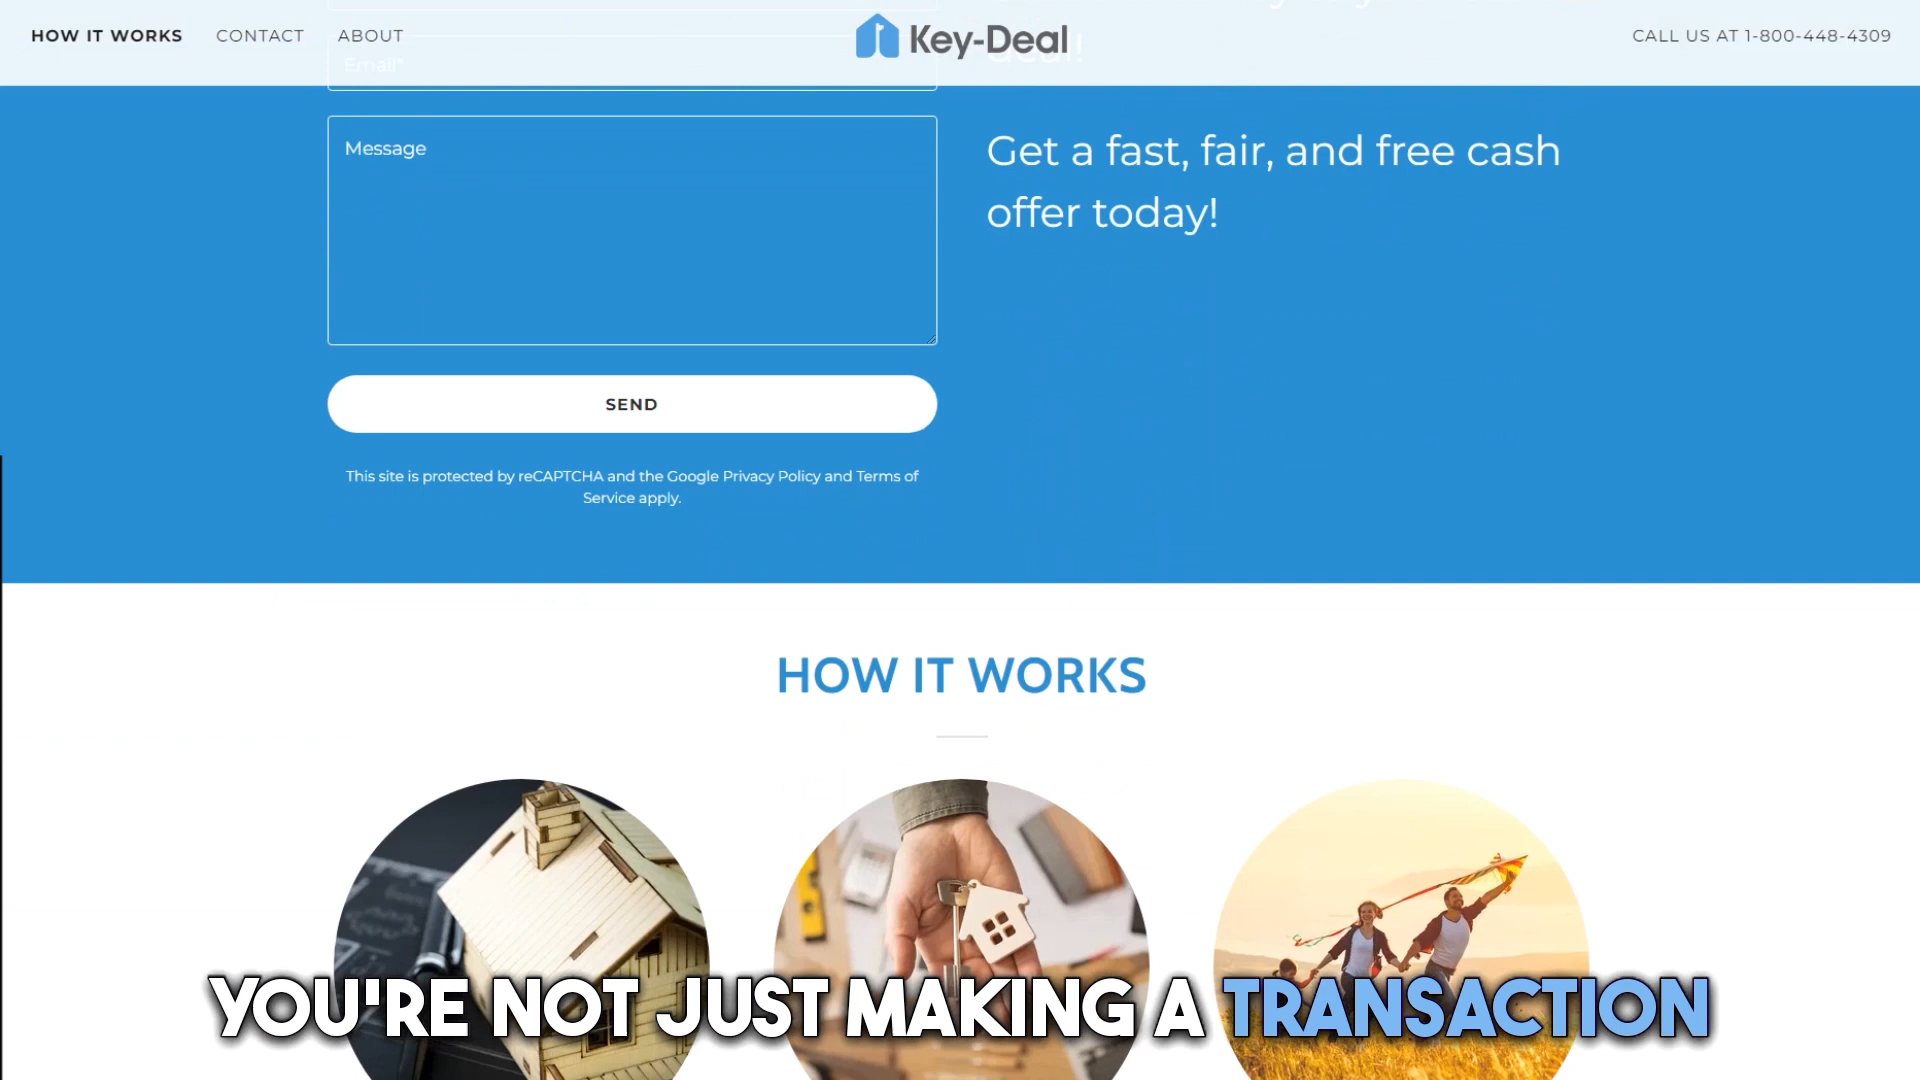 HOW IT WORKS CONTACT ABOUT Key-Deal CALL US AT 1-800-448-4309
Email*
deal!
Message
Get a fast, fair, and free cash
offer today!
SEND
This site is protected by reCAPTCHA and the Google Privacy Policy and Terms of
Service apply.
HOW IT WORKS
YOU'RE NOT JUST MAKING A TRANSACTION